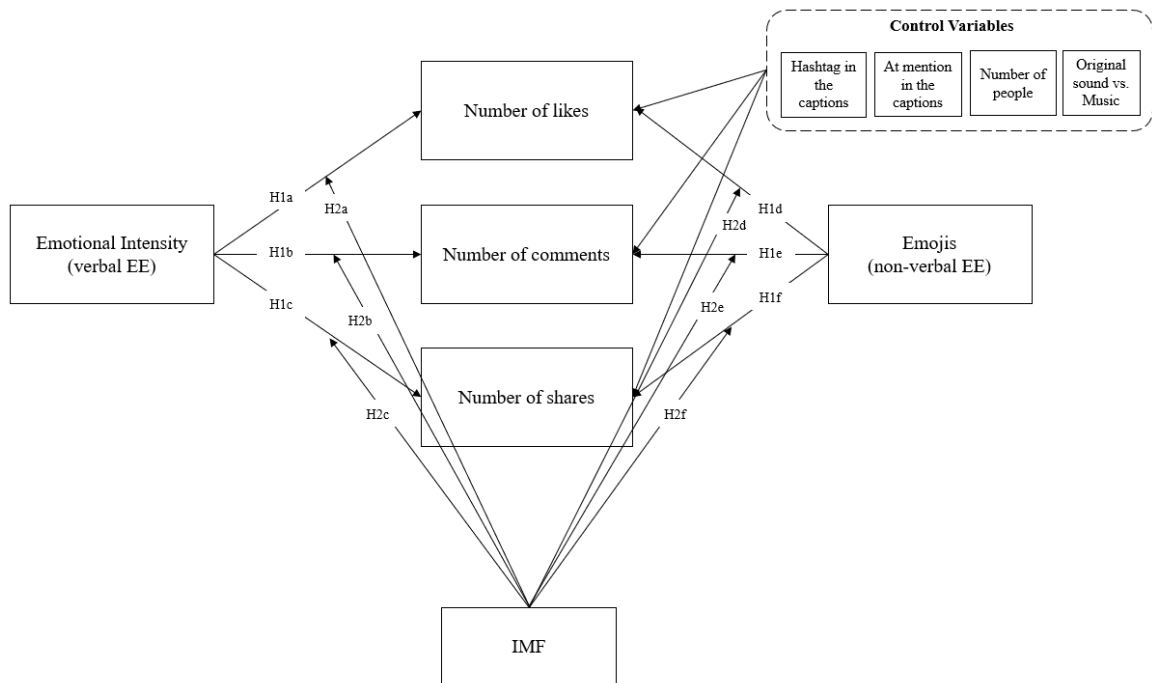 Control Variables
Hashtag in
the
captions
At mention
in the
captions
Number of
people
Original
sound vs.
Music
Number of likes
H1a
H2a
H2d
H1d
Emotional Intensity
(verbal EE)
H1b
Number of comments
H1e
Emojis
(non-verbal EE)
H1c
H2b
H2e
H1f
Number of shares
H2c
H2f
IMF